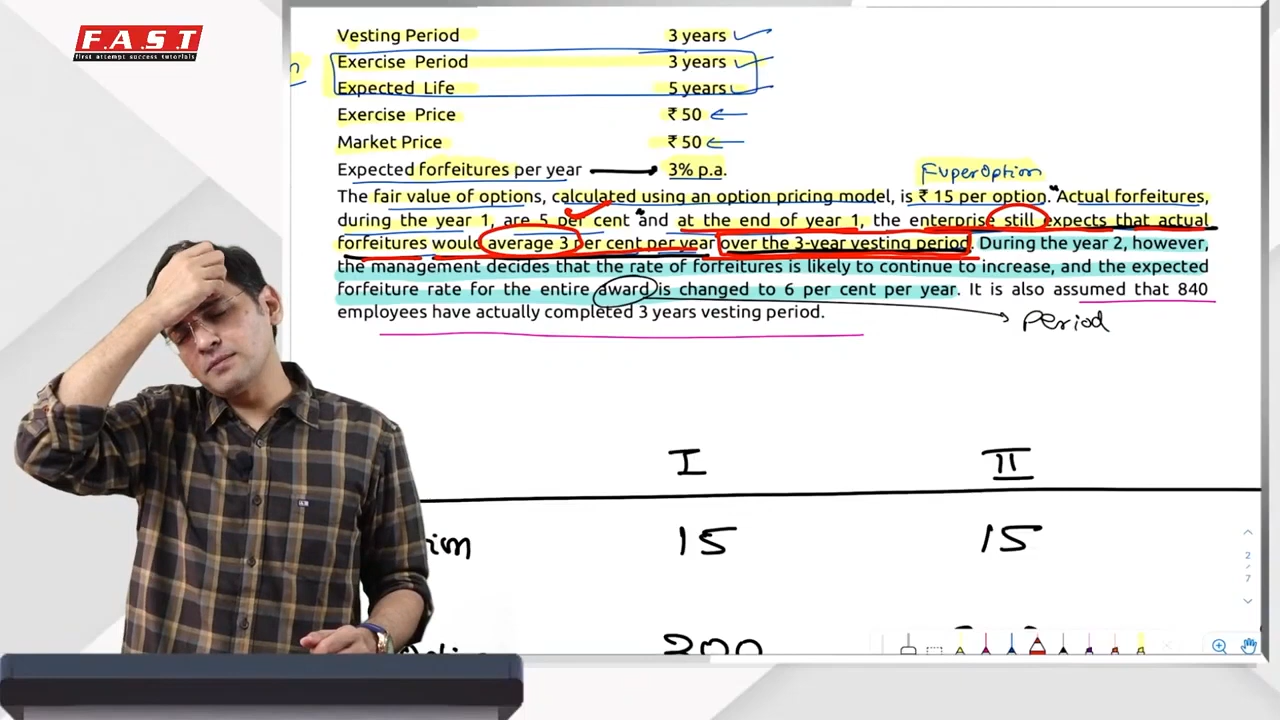 F.A.S.T
first attempt success tutorials
Vesting Period 3 years
Exercise Period 3 years
Expected Life 5 years
Exercise Price ₹ 50
Market Price ₹ 50
Expected forfeitures per year 3% p.a.
FVperOption
The fair value of options, calculated using an option pricing model, is ₹ 15 per option. Actual forfeitures,
during the year 1, are 5 per cent and at the end of year 1, the enterprise still expects that actual
forfeitures would average 3 per cent per year over the 3-year vesting period. During the year 2, however,
the management decides that the rate of forfeitures is likely to continue to increase, and the expected
forfeiture rate for the entire award is changed to 6 per cent per year. It is also assumed that 840
employees have actually completed 3 years vesting period.
Period
I II
15 15
300
2
7